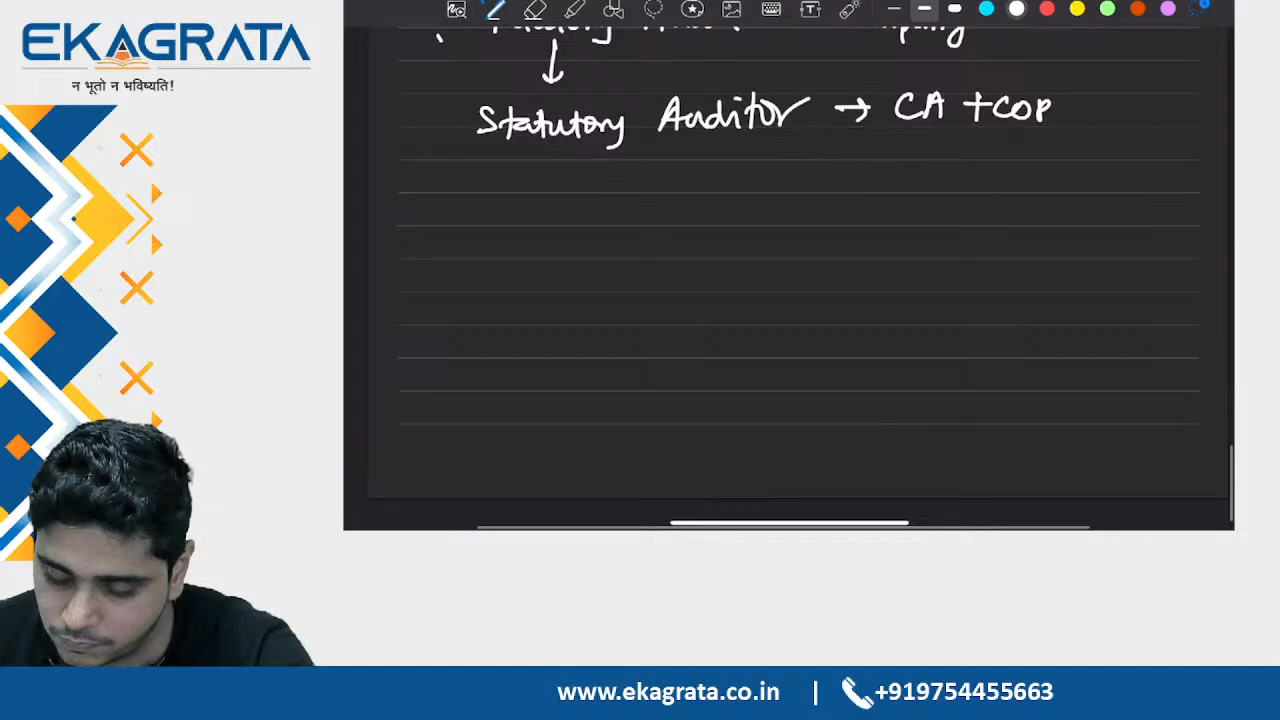 EKAGRATA
न भूतो न भविष्यति!
Statutory Auditor → CA + COP
www.ekagrata.co.in | +919754455663